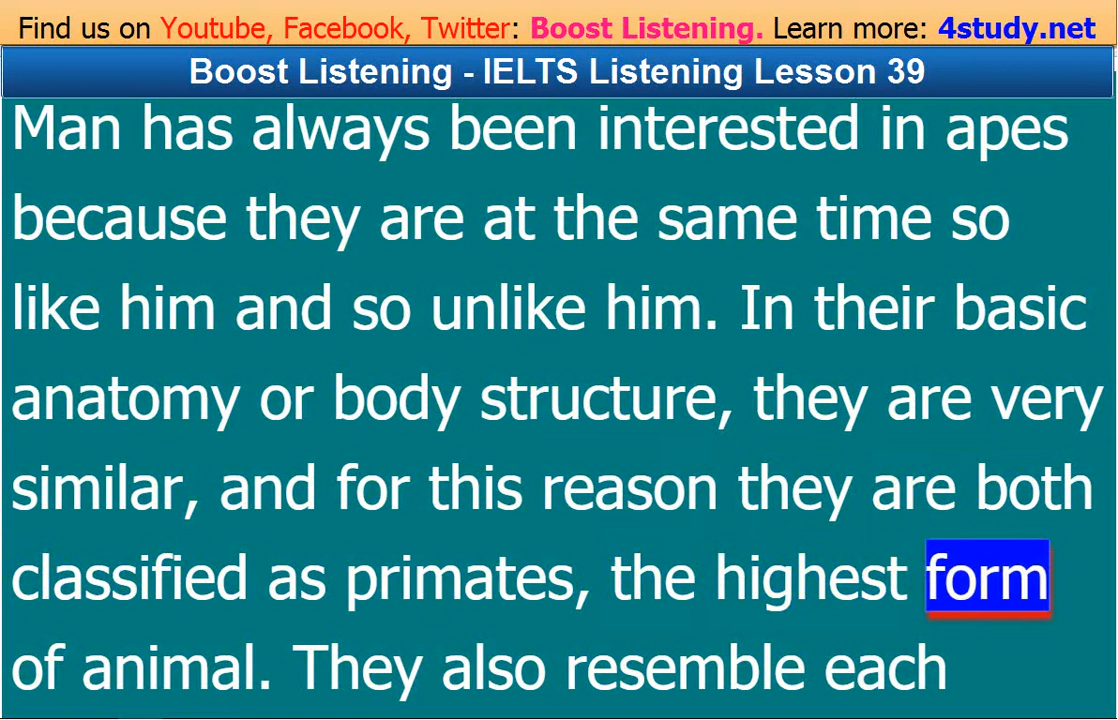 Find us on Youtube, Facebook, Twitter: Boost Listening. Learn more: 4study.net
Boost Listening - IELTS Listening Lesson 39
Man has always been interested in apes
because they are at the same time so
like him and so unlike him. In their basic
anatomy or body structure, they are very
similar, and for this reason they are both
classified as primates, the highest form
of animal. They also resemble each